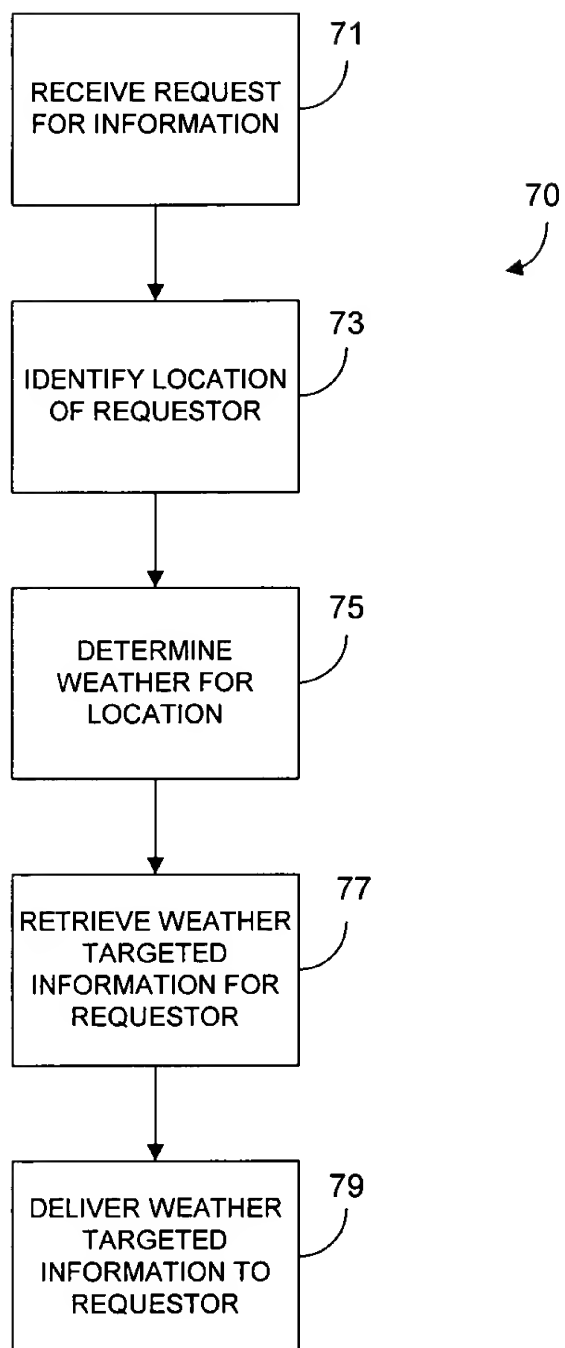 71
RECEIVE REQUEST
FOR INFORMATION
70
73
IDENTIFY LOCATION
OF REQUESTOR
75
DETERMINE
WEATHER FOR
LOCATION
77
RETRIEVE WEATHER
TARGETED
INFORMATION FOR
REQUESTOR
79
DELIVER WEATHER
TARGETED
INFORMATION TO
REQUESTOR